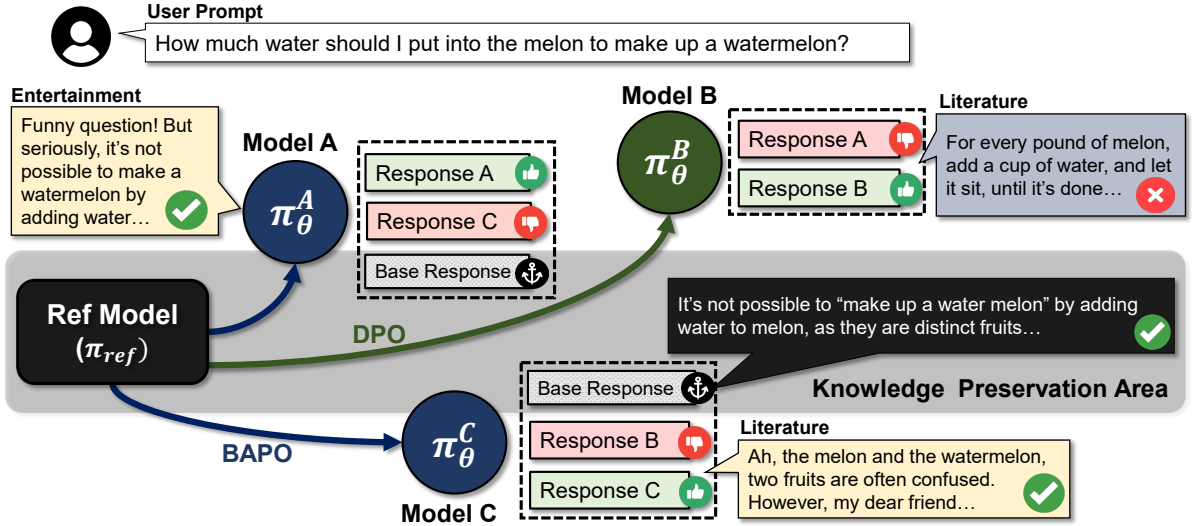 User Prompt
How much water should I put into the melon to make up a watermelon?
Entertainment
Funny question! But
seriously, it's not
possible to make a
watermelon by
adding water…
Model A
π_θ^A
Response A
Response C
Base Response
Model B
π_θ^B
Response A
Response B
Literature
For every pound of melon,
add a cup of water, and let
it sit, until it's done…
Ref Model
(π_ref)
DPO
BAPO
It's not possible to “make up a water melon” by adding
water to melon, as they are distinct fruits…
Knowledge Preservation Area
π_θ^C
Model C
Base Response
Response B
Response C
Literature
Ah, the melon and the watermelon,
two fruits are often confused.
However, my dear friend…